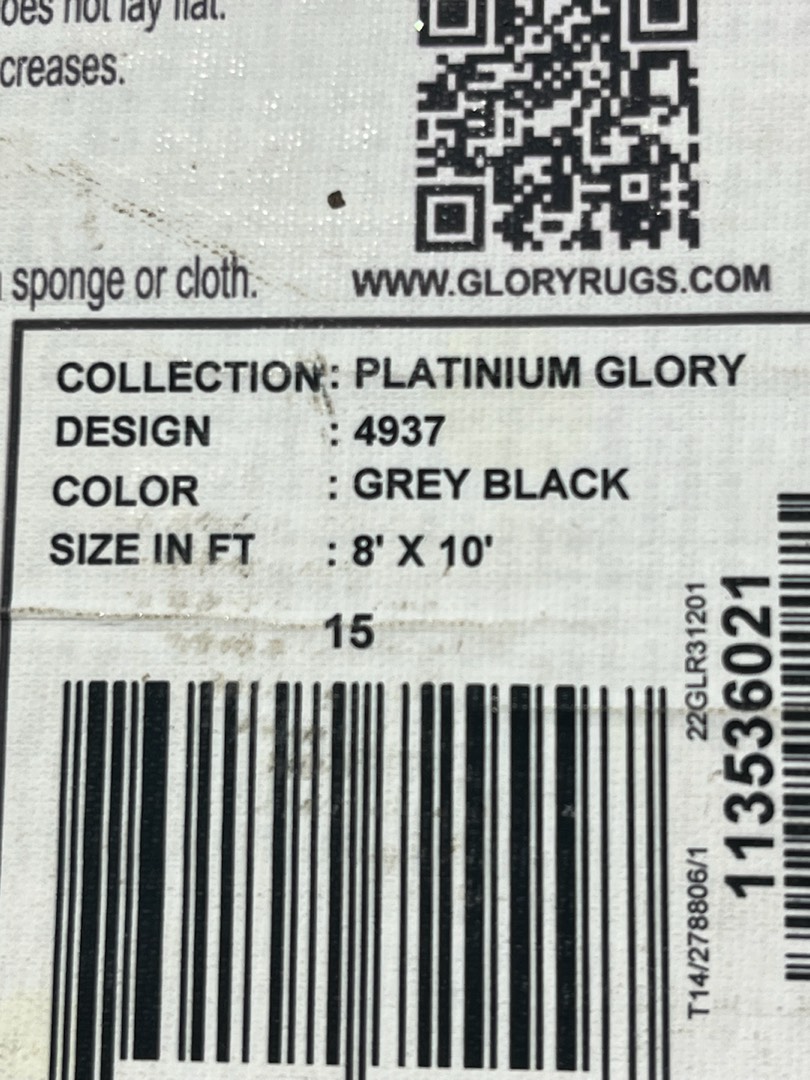 oes not lay flat.
creases.
sponge or cloth.
WWW.GLORYRUGS.COM
COLLECTION : PLATINIUM GLORY
DESIGN : 4937
COLOR : GREY BLACK
SIZE IN FT : 8' X 10'
15
22GLR31201
T14/278806/1
113536021